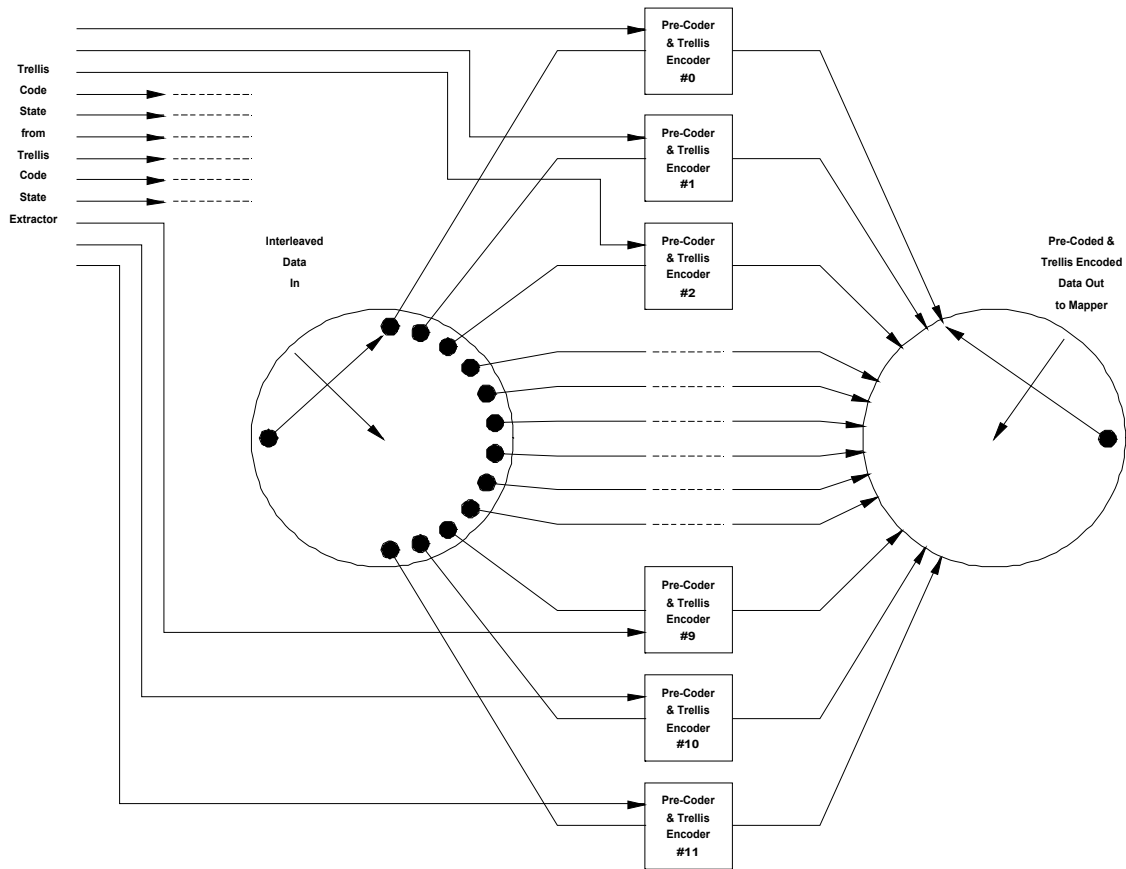 Trellis
Code
State
from
Trellis
Code
State
Extractor
Interleaved
Data
In
Pre-Coder
& Trellis
Encoder
#0
Pre-Coder
& Trellis
Encoder
#1
Pre-Coder
& Trellis
Encoder
#2
Pre-Coded &
Trellis Encoded
Data Out
to Mapper
Pre-Coder
& Trellis
Encoder
#9
Pre-Coder
& Trellis
Encoder
#10
Pre-Coder
& Trellis
Encoder
#11